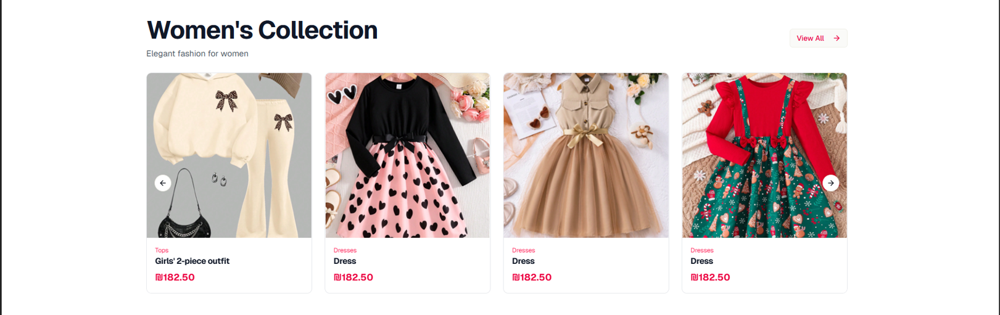 Women's Collection
Elegant fashion for women
View All
Tops
Girls' 2-piece outfit
₪182.50
Dresses
Dress
₪182.50
Dresses
Dress
₪182.50
Dresses
Dress
₪182.50